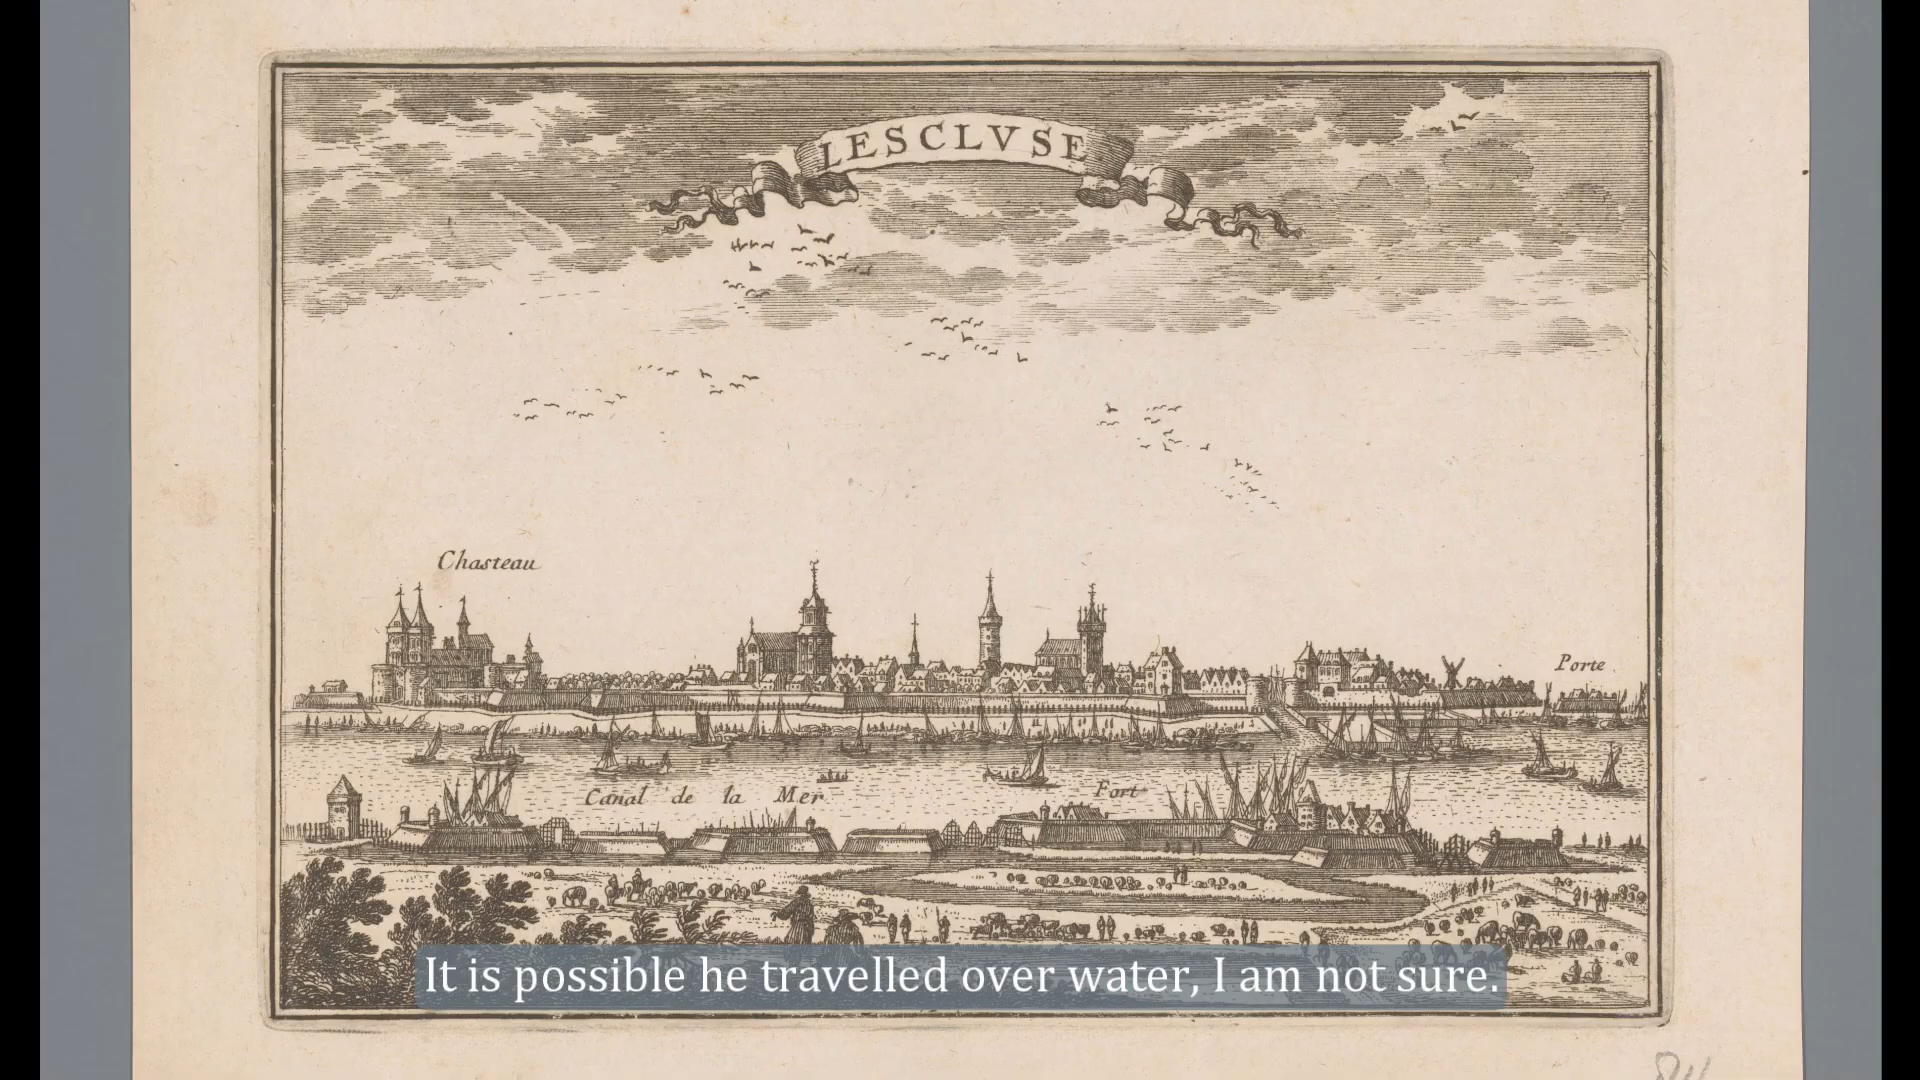 LESCLVSE
Chasteau
Porte
Canal de la Mer
Fort
It is possible he travelled over water, I am not sure.